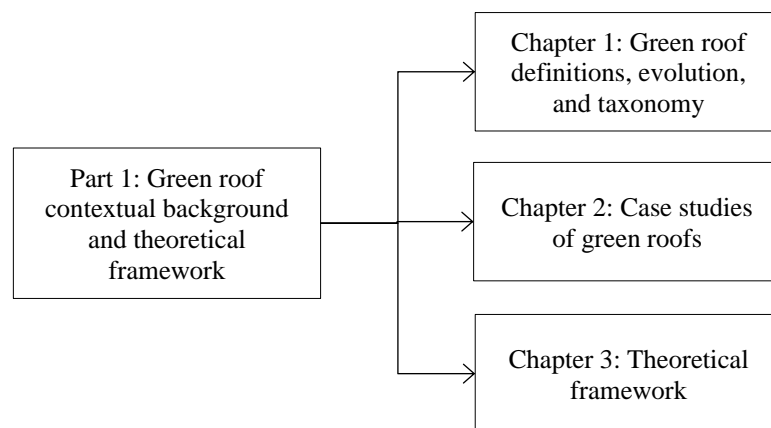 Part 1: Green roof
contextual background
and theoretical
framework
Chapter 1: Green roof
definitions, evolution,
and taxonomy
Chapter 2: Case studies
of green roofs
Chapter 3: Theoretical
framework